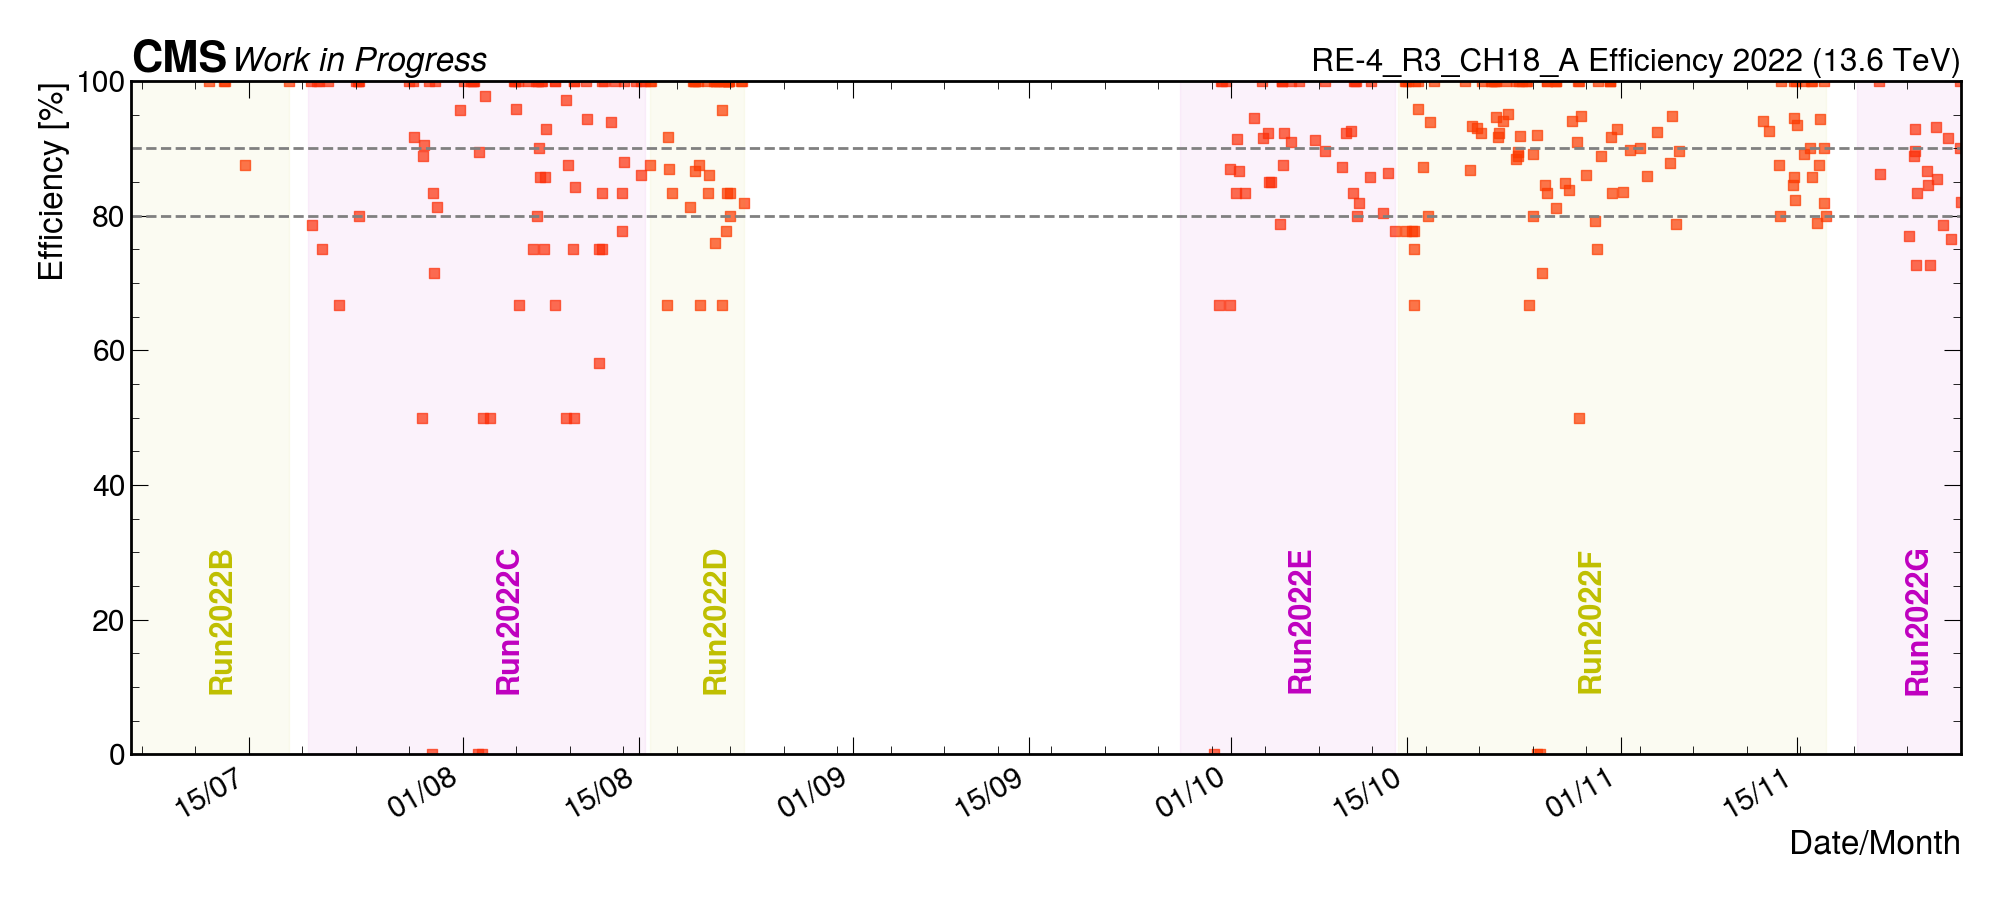 CMS Work in Progress
RE-4_R3_CH18_A Efficiency 2022 (13.6 TeV)
Efficiency [%]
100
80
60
40
20
0
Run2022B
Run2022C
Run2022D
Run2022E
Run2022F
Run2022G
15/07
01/08
15/08
01/09
15/09
01/10
15/10
01/11
15/11
Date/Month